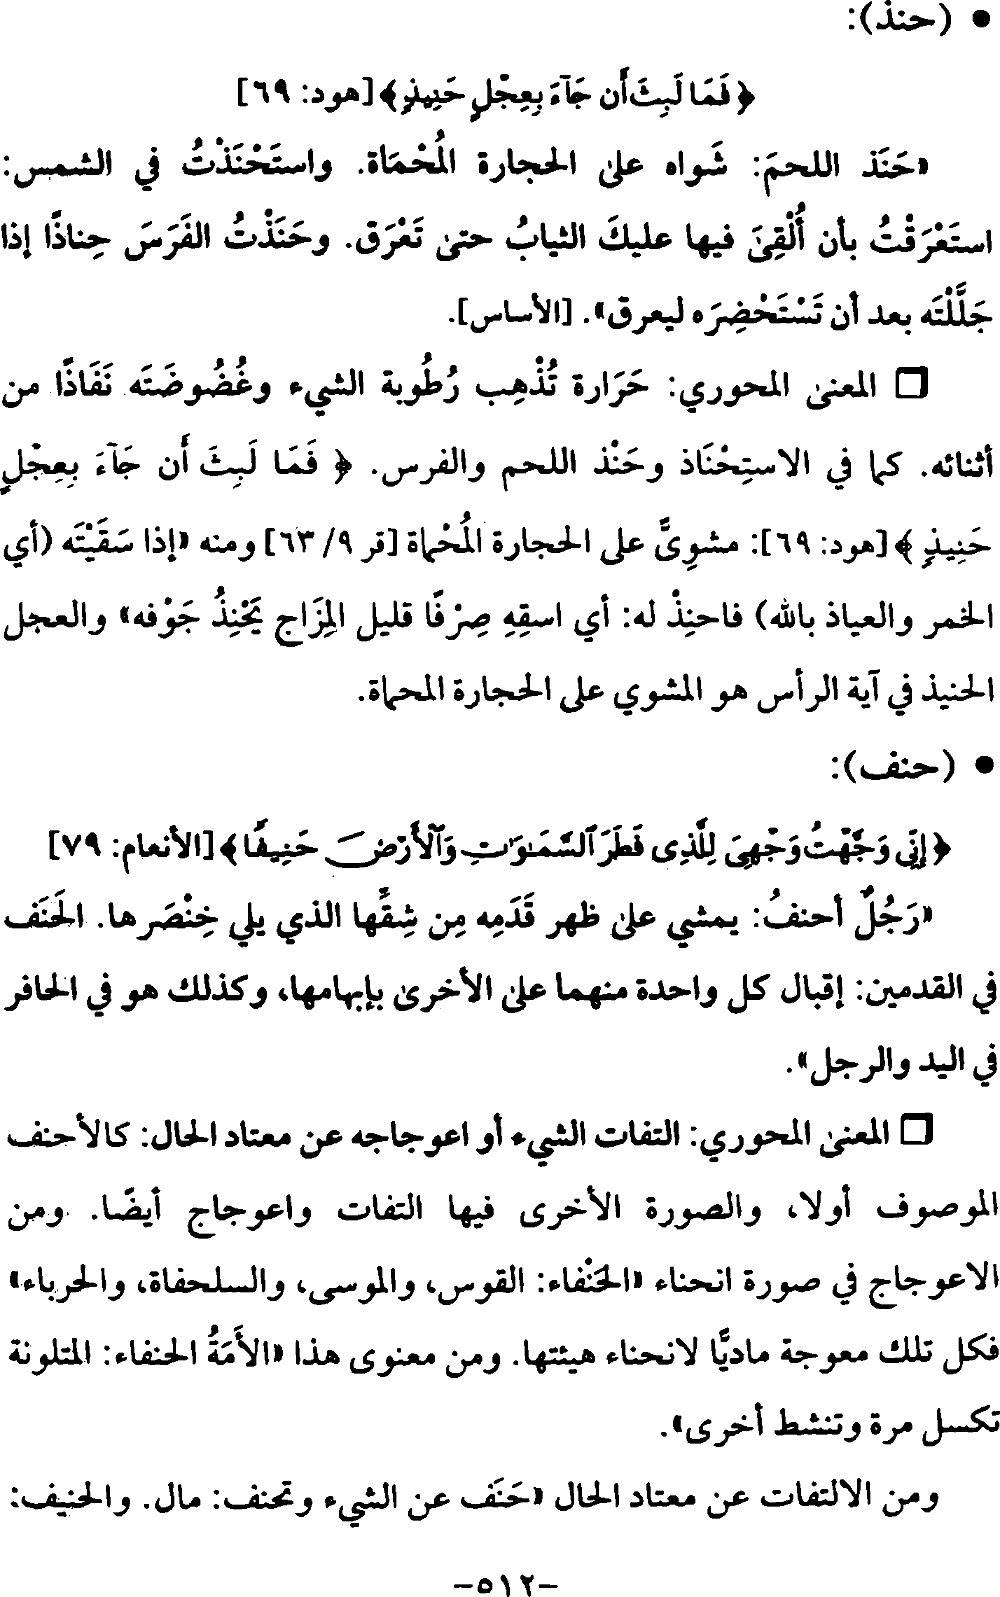 • (حنذ):
﴿فَمَا لَبِثَ أَن جَآءَ بِعِجْلٍ حَنِيذٍ﴾ [هود: ٦٩]
«حَنَذ اللحمَ: شَواه على الحجارة المُحْمَاة. واستَحْنَذْتُ في الشمس:
استَعْرَقْتُ بأن أُلْقِىَ فيها عليكَ الثيابُ حتى تَعْرَق. وحَنَذْتُ الفَرَسَ حِناذًا إذا
جَلَّلْتَه بعد أن تَسْتَحْضِرَه ليعرق». [الأساس].
❒ المعنى المحوري: حَرَارة تُذْهِب رُطُوبة الشيء وغُضُوضَتَه نَفَاذًا من
أثنائه. كما في الاستِحْنَاذ وحَنْذ اللحم والفرس. ﴿فَمَا لَبِثَ أَن جَآءَ بِعِجْلٍ
حَنِيذٍ﴾ [هود: ٦٩]: مشوِىٍّ على الحجارة المُحْماة [قر ٩/ ٦٣] ومنه «إذا سَقَيْتَه (أي
الخمر والعياذ بالله) فاحنِذْ له: أي اسقِهِ صِرْفًا قليل المِزَاج يَحْنِذُ جَوْفه» والعجل
الحنيذ في آية الرأس هو المشوي على الحجارة المحماة.
• (حنف):
﴿إِنِّي وَجَّهْتُ وَجْهِيَ لِلَّذِى فَطَرَ ٱلسَّمَـٰوَٰتِ وَٱلْأَرْضَ حَنِيفًا﴾ [الأنعام: ٧٩]
«رَجُلٌ أحنفُ: يمشي على ظهر قَدَمِه مِن شِقِّها الذي يلي خِنْصَرها. الحَنَف
في القدمين: إقبال كل واحدة منهما على الأخرى بإبهامها، وكذلك هو في الحافر
في اليد والرجل».
❒ المعنى المحوري: التفات الشيء أو اعوجاجه عن معتاد الحال: كالأحنف
الموصوف أولا، والصورة الأخرى فيها التفات واعوجاج أيضًا. ومن
الاعوجاج في صورة انحناء «الحَنْفاء: القوس، والموسى، والسلحفاة، والحرباء»
فكل تلك معوجة ماديًّا لانحناء هيئتها. ومن معنوى هذا «الأَمَةُ الحنفاء: المتلونة
تكسل مرة وتنشط أخرى».
ومن الالتفات عن معتاد الحال «حَنَف عن الشيء وتحنف: مال. والحنيف:
-٥١٢-